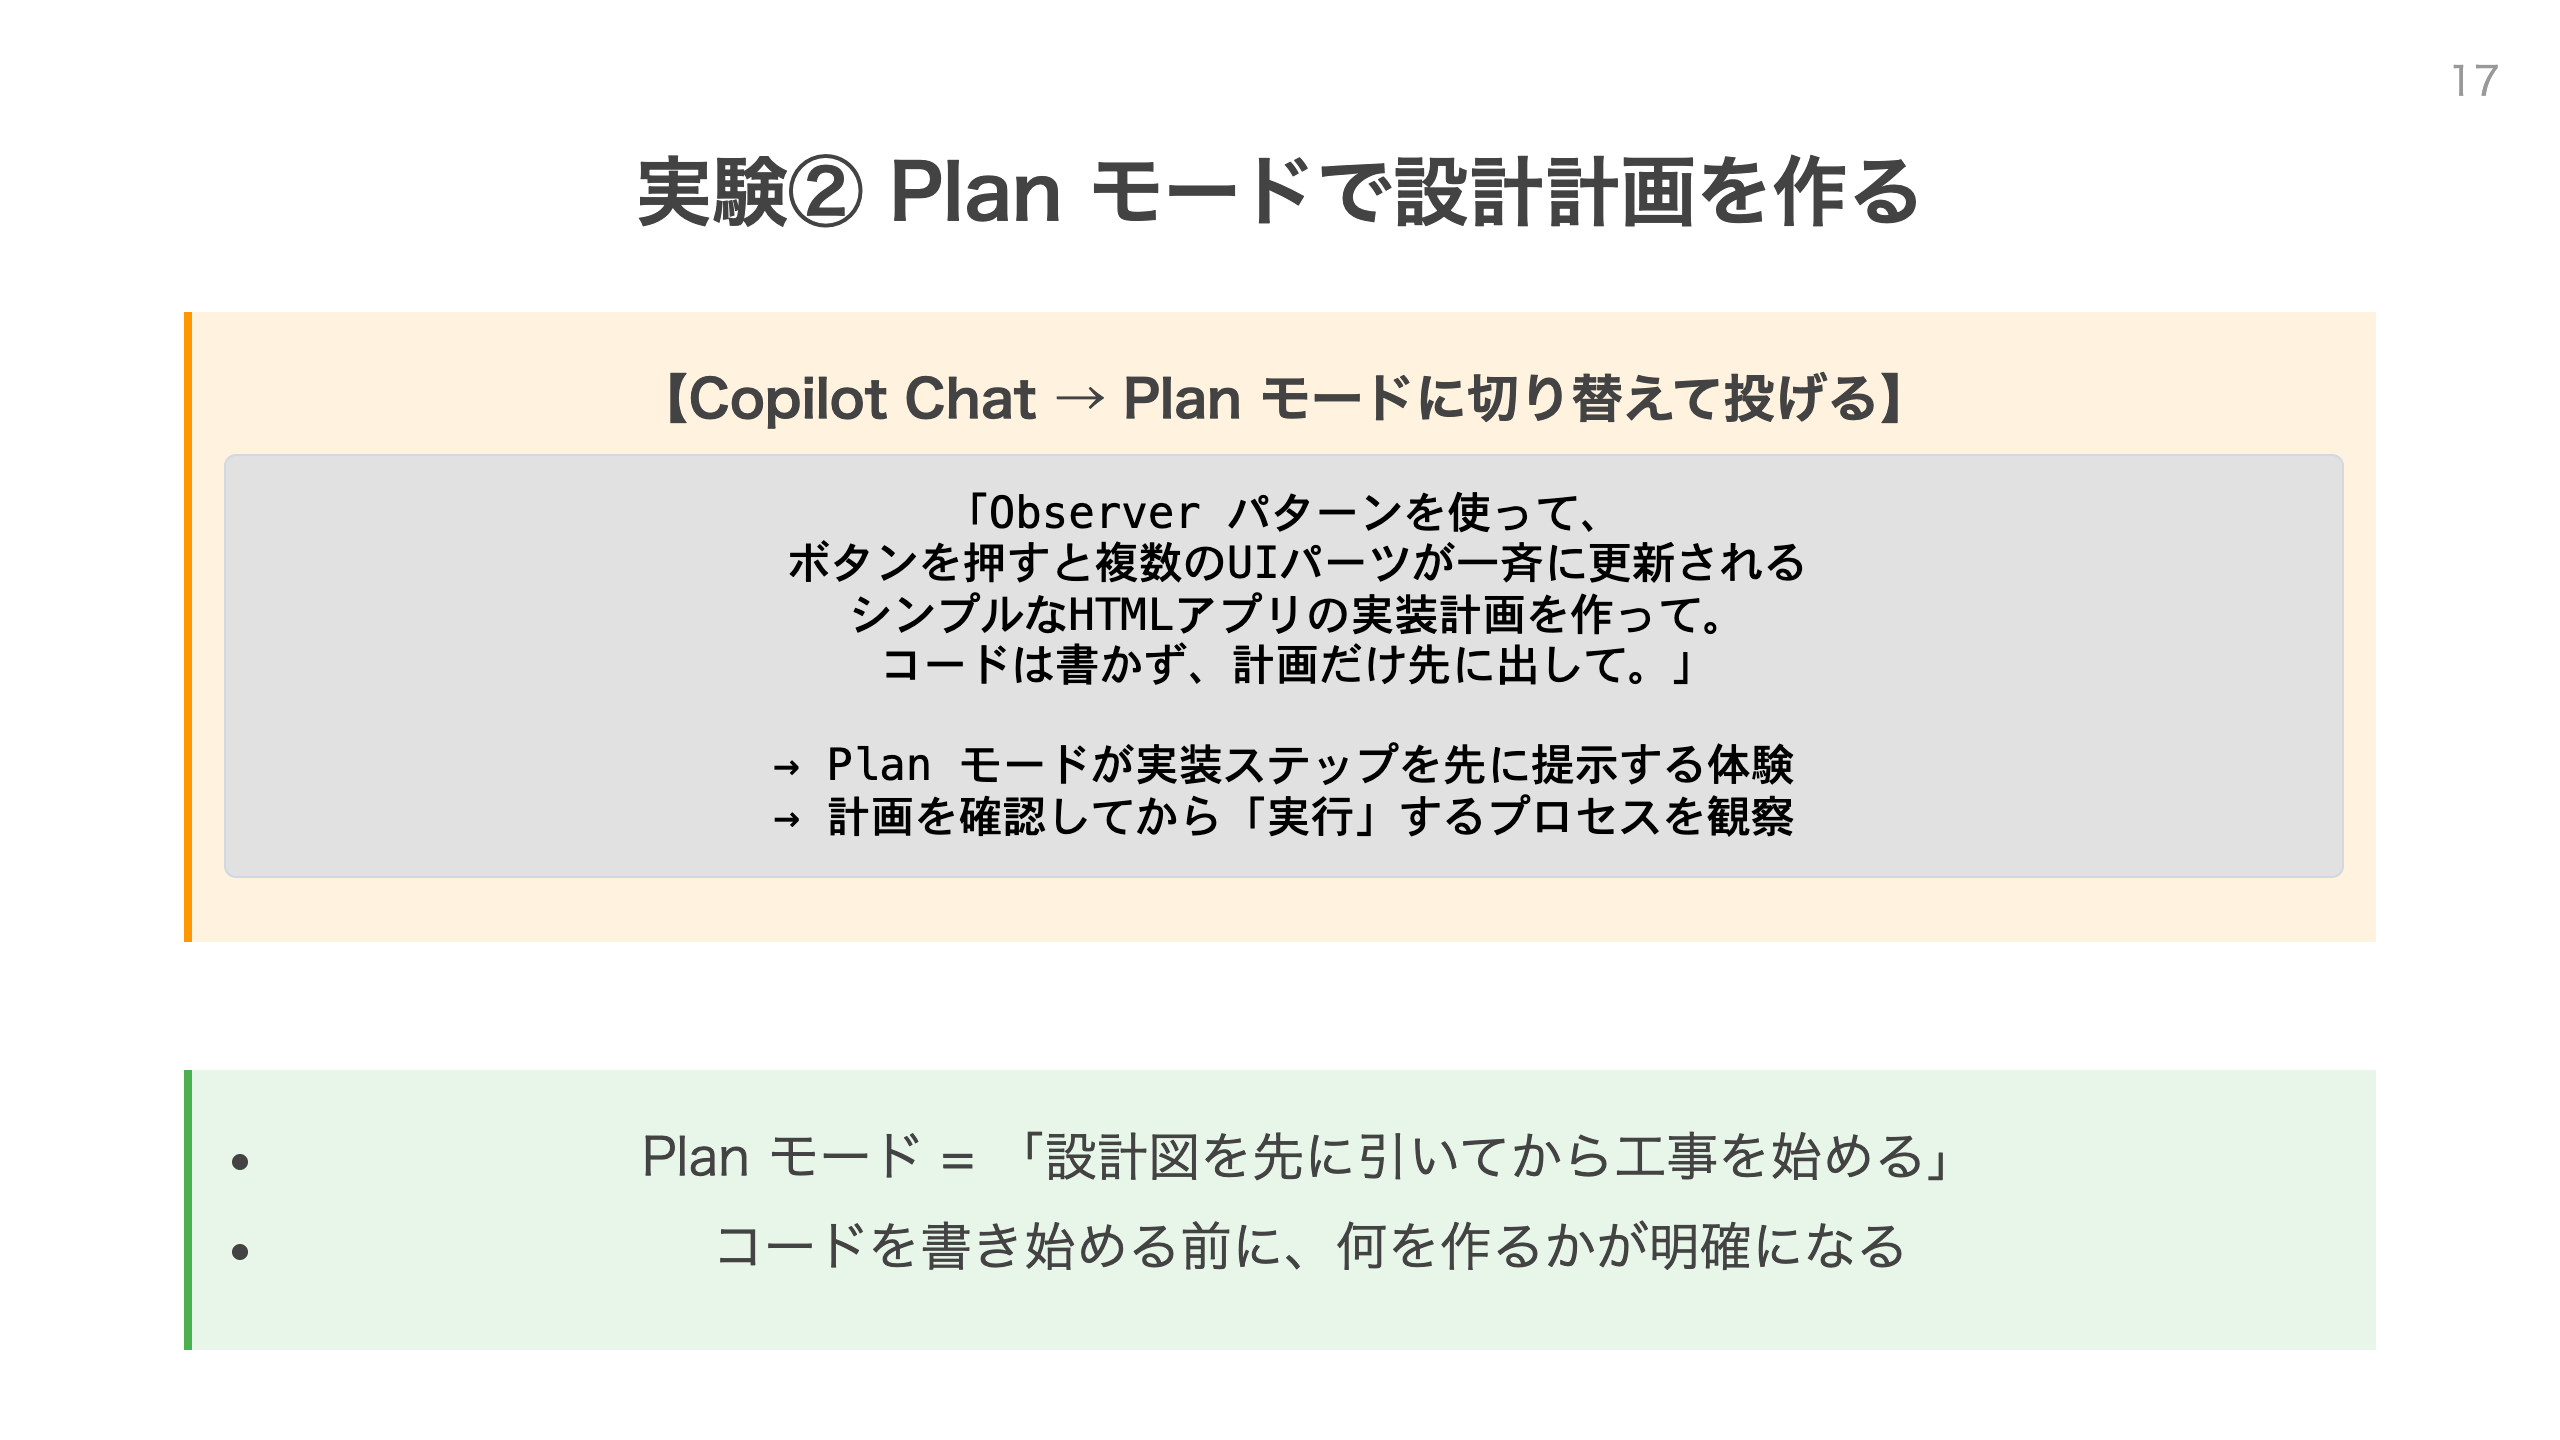 17
実験② Plan モードで設計計画を作る
【Copilot Chat → Plan モードに切り替えて投げる】
「Observer パターンを使って、
ボタンを押すと複数のUIパーツが一斉に更新される
シンプルなHTMLアプリの実装計画を作って。
コードは書かず、計画だけ先に出して。」
→ Plan モードが実装ステップを先に提示する体験
→ 計画を確認してから「実行」するプロセスを観察
• Plan モード = 「設計図を先に引いてから工事を始める」
• コードを書き始める前に、何を作るかが明確になる